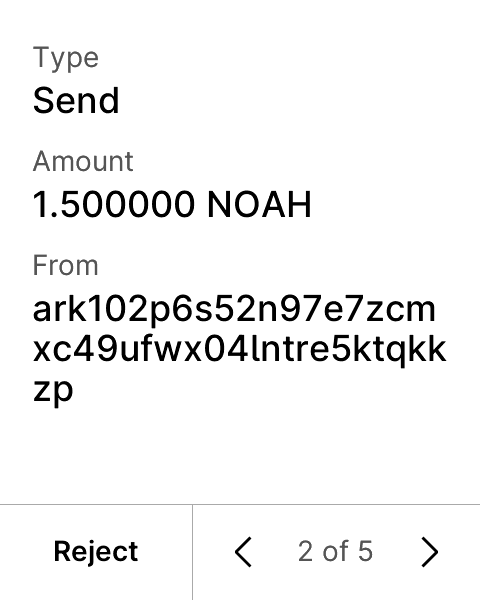 Type
Send
Amount
1.500000 NOAH
From
ark102p6s52n97e7zcm
xc49ufwx04lntre5ktqkk
zp
Reject
2 of 5